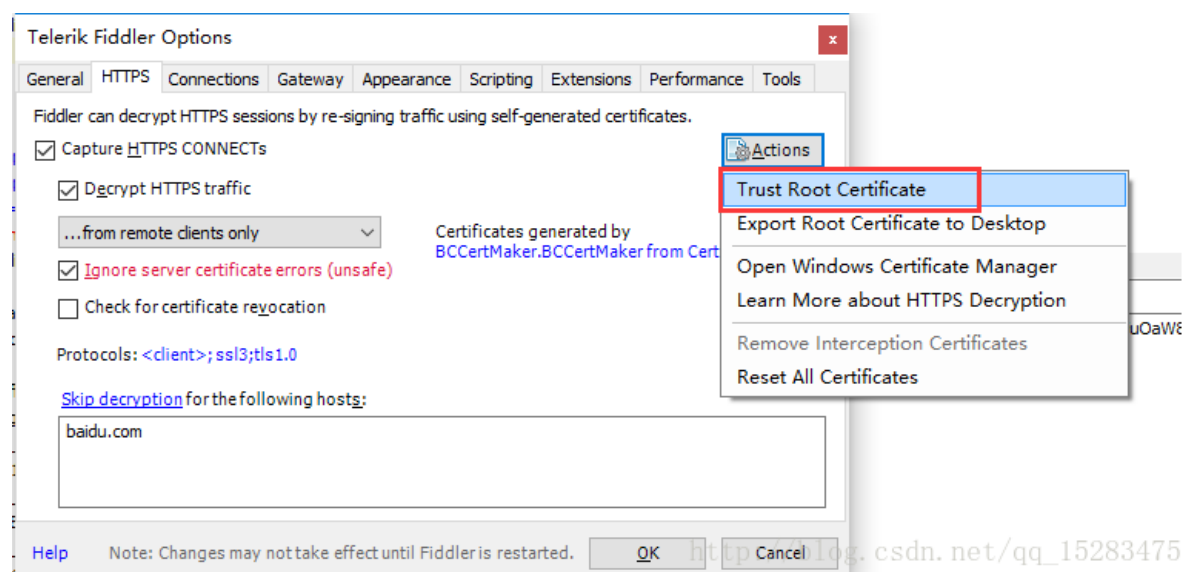 Telerik Fiddler Options
x
General HTTPS Connections Gateway Appearance Scripting Extensions Performance Tools
Fiddler can decrypt HTTPS sessions by re-signing traffic using self-generated certificates.
Capture HTTPS CONNECTs
Actions
Decrypt HTTPS traffic
Trust Root Certificate
...from remote clients only
Certificates generated by
Export Root Certificate to Desktop
BCCertMaker.BCCertMaker from Cert
Ignore server certificate errors (unsafe)
Open Windows Certificate Manager
Check for certificate revocation
Learn More about HTTPS Decryption
uOaW8
Remove Interception Certificates
Protocols: <client>; ssl3;tls1.0
Reset All Certificates
Skip decryption for the following hosts:
baidu.com
Help Note: Changes may not take effect until Fiddler is restarted. OK Cancel
http://blog.csdn.net/qq_15283475